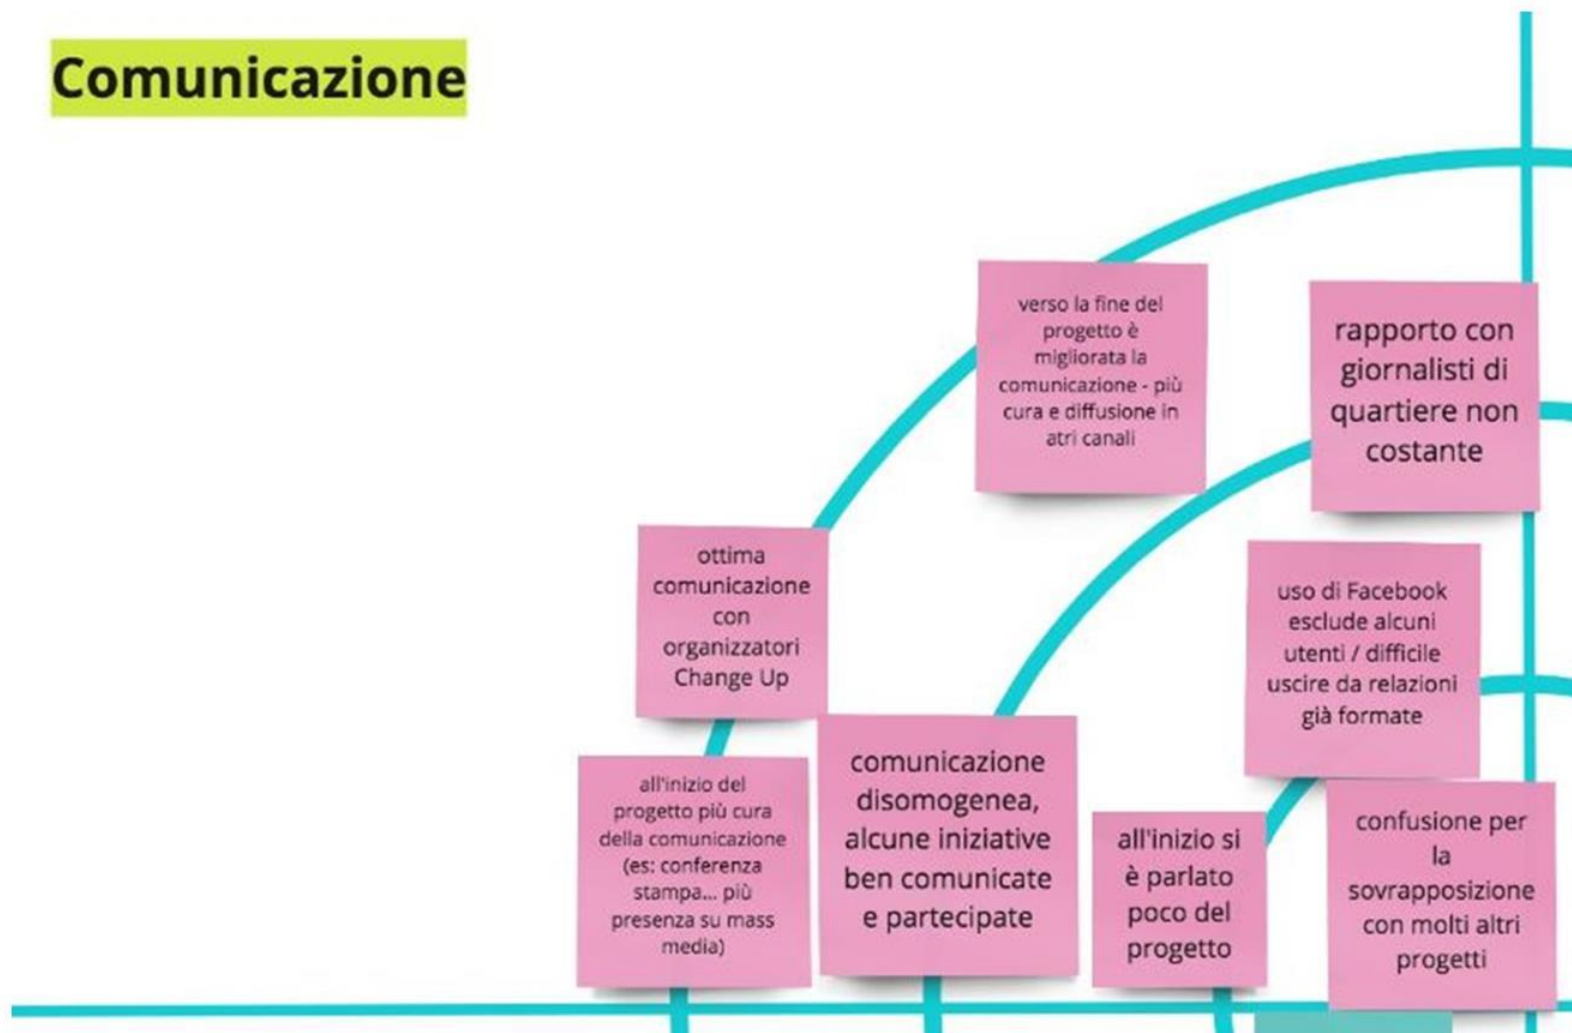 Comunicazione
verso la fine del
progetto è
migliorata la
comunicazione - più
cura e diffusione in
atri canali
rapporto con
giornalisti di
quartiere non
costante
ottima
comunicazione
con
organizzatori
Change Up
uso di Facebook
esclude alcuni
utenti / difficile
uscire da relazioni
già formate
all'inizio del
progetto più cura
della comunicazione
(es: conferenza
stampa... più
presenza su mass
media)
comunicazione
disomogenea,
alcune iniziative
ben comunicate
e partecipate
all'inizio si
è parlato
poco del
progetto
confusione per
la
sovrapposizione
con molti altri
progetti